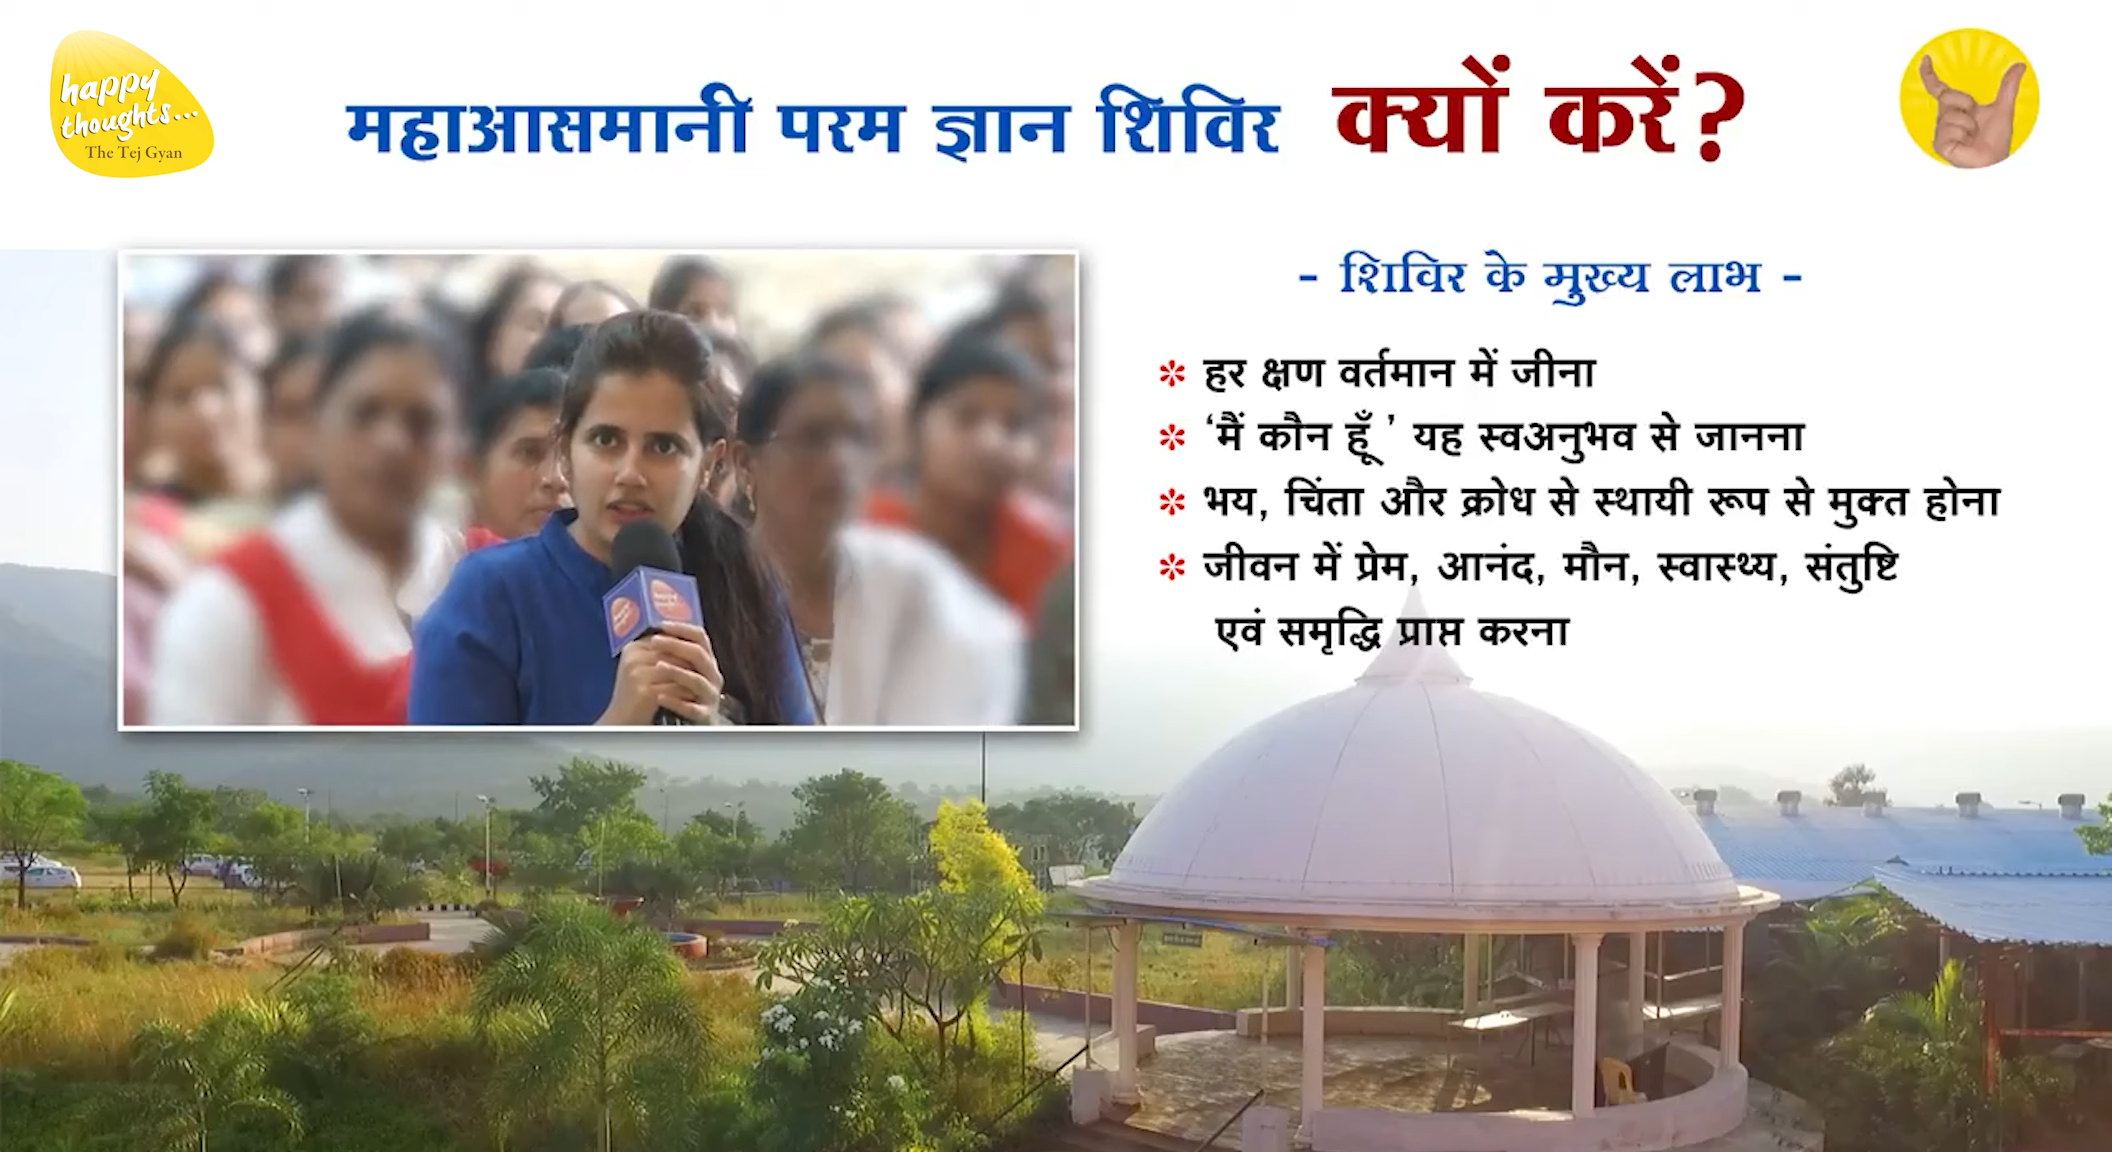 happy
thoughts...
The Tej Gyan
महाआसमानी परम ज्ञान शिविर क्यों करें?
- शिविर के मुख्य लाभ -
* हर क्षण वर्तमान में जीना
* ‘मैं कौन हूँ ’ यह स्वअनुभव से जानना
* भय, चिंता और क्रोध से स्थायी रूप से मुक्त होना
* जीवन में प्रेम, आनंद, मौन, स्वास्थ्य, संतुष्टि
एवं समृद्धि प्राप्त करना